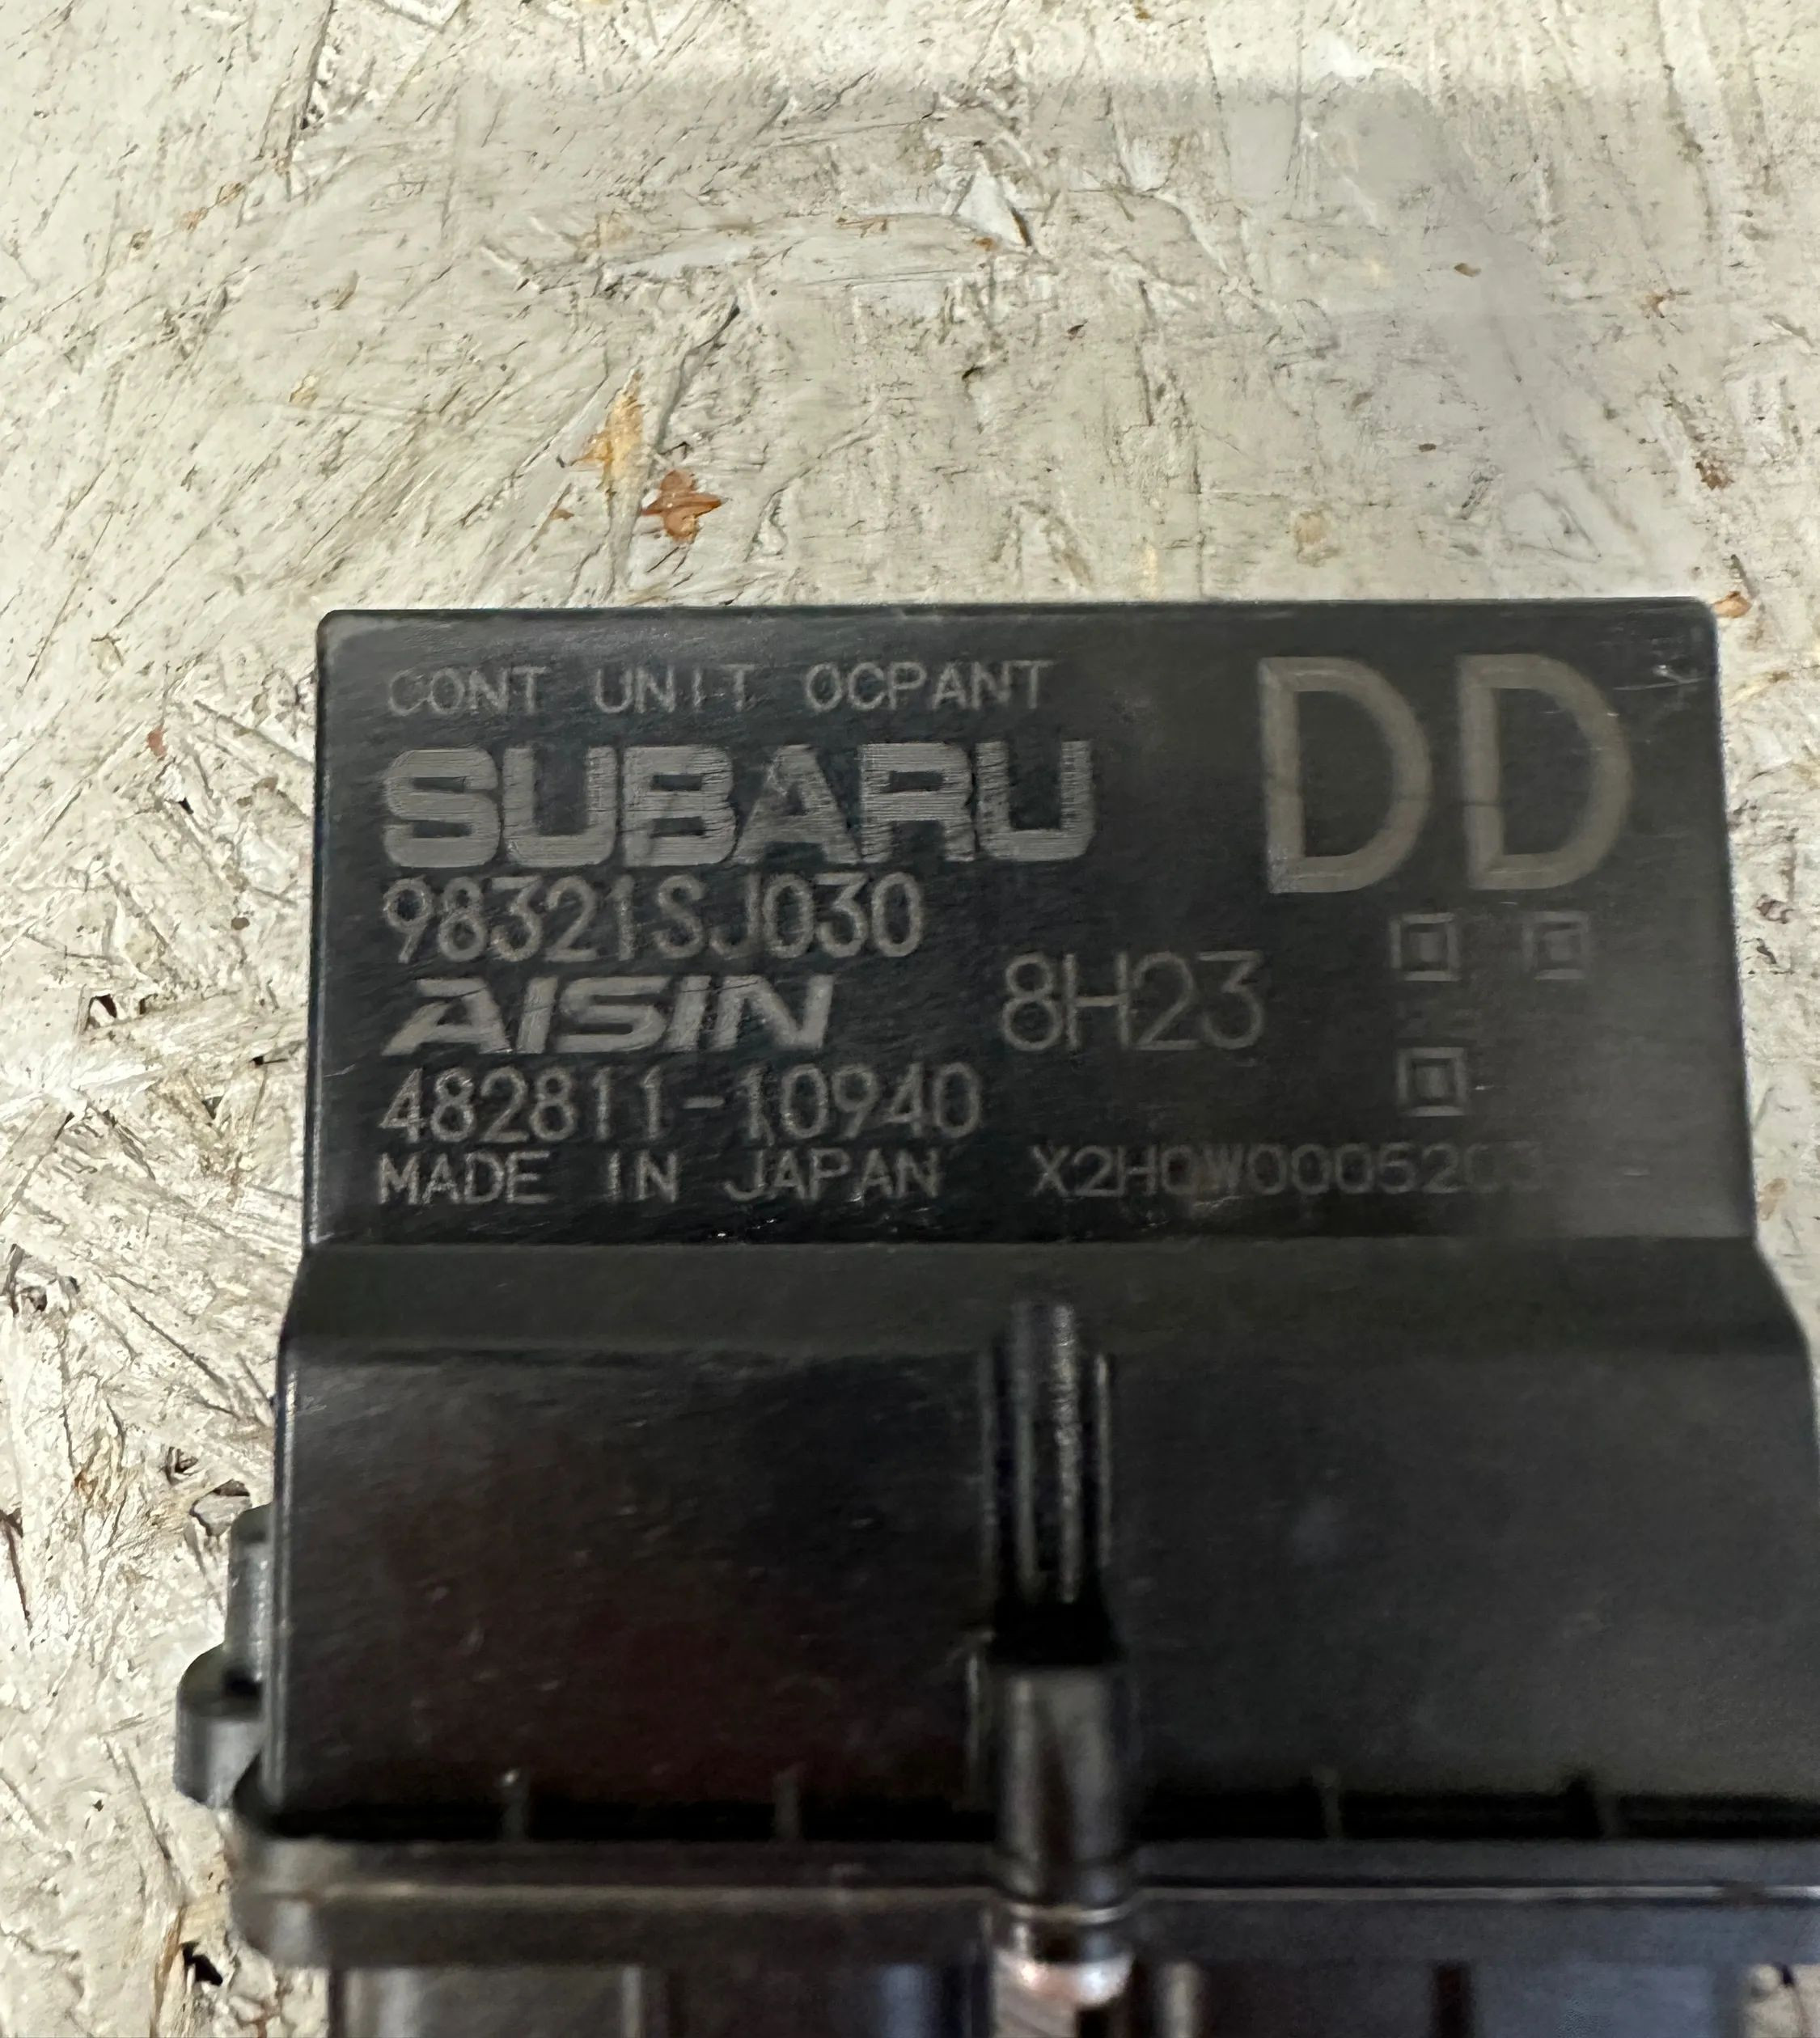 CONT UNIT OCPANT
DD
SUBARU
98321SJ030
AISIN
8H23
482811-10940
MADE IN JAPAN